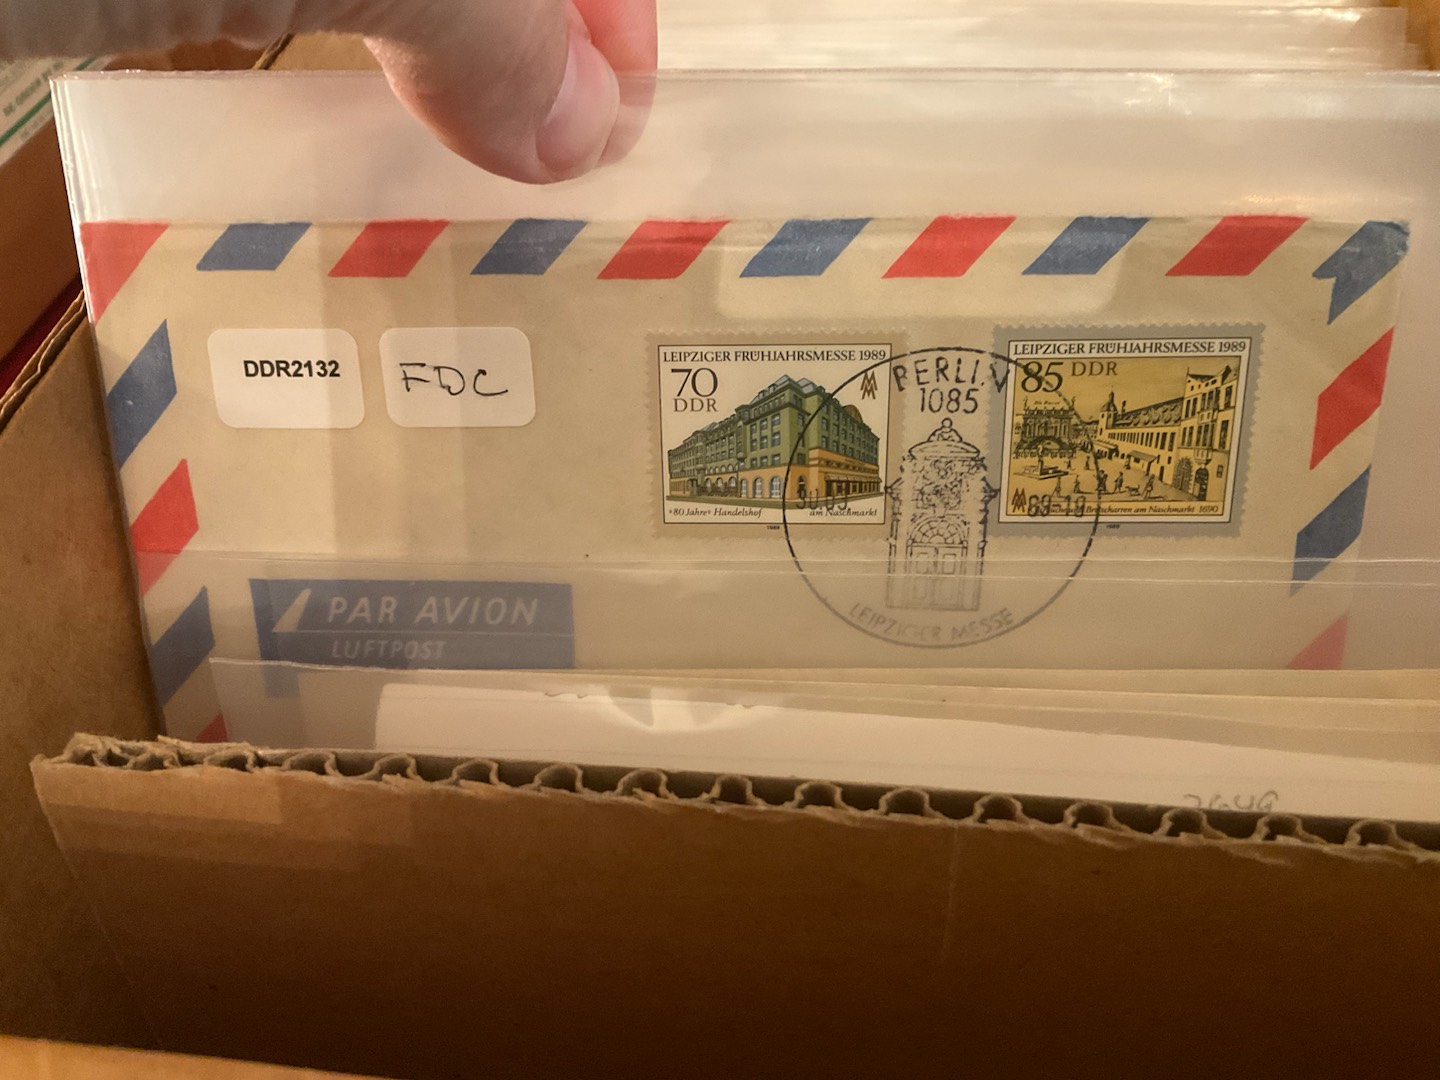 DDR2132
FDC
LEIPZIGER FRÜHJAHRSMESSE 1989
70
DDR
»80 Jahre« Handelshof am Naschmarkt
1989
BERLIN
1085
LEIPZIGER MESSE
LEIPZIGER FRÜHJAHRSMESSE 1989
85 DDR
am Naschmarkt 1690
1989
PAR AVION
LUFTPOST